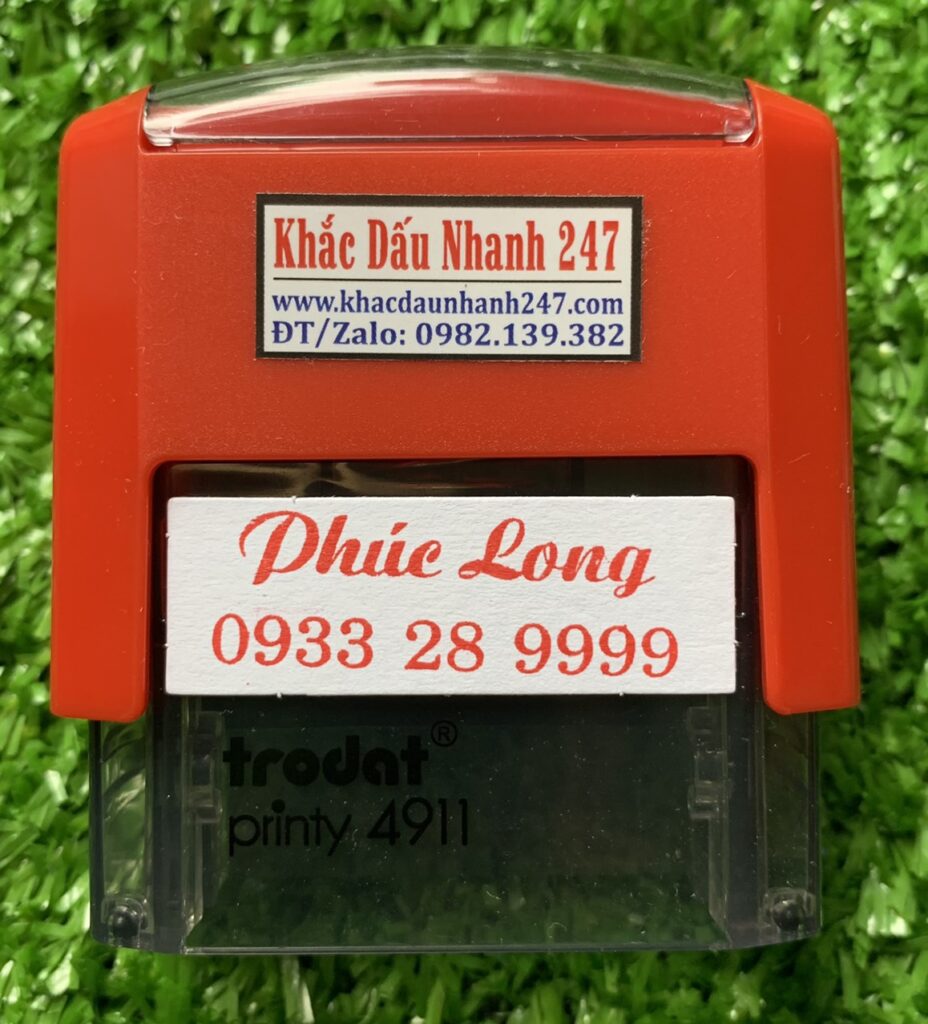 Khắc Dấu Nhanh 247
www.khacdaunhanh247.com
ĐT/Zalo: 0982.139.382
Phúc Long
0933 28 9999
trodat®
printy 4911